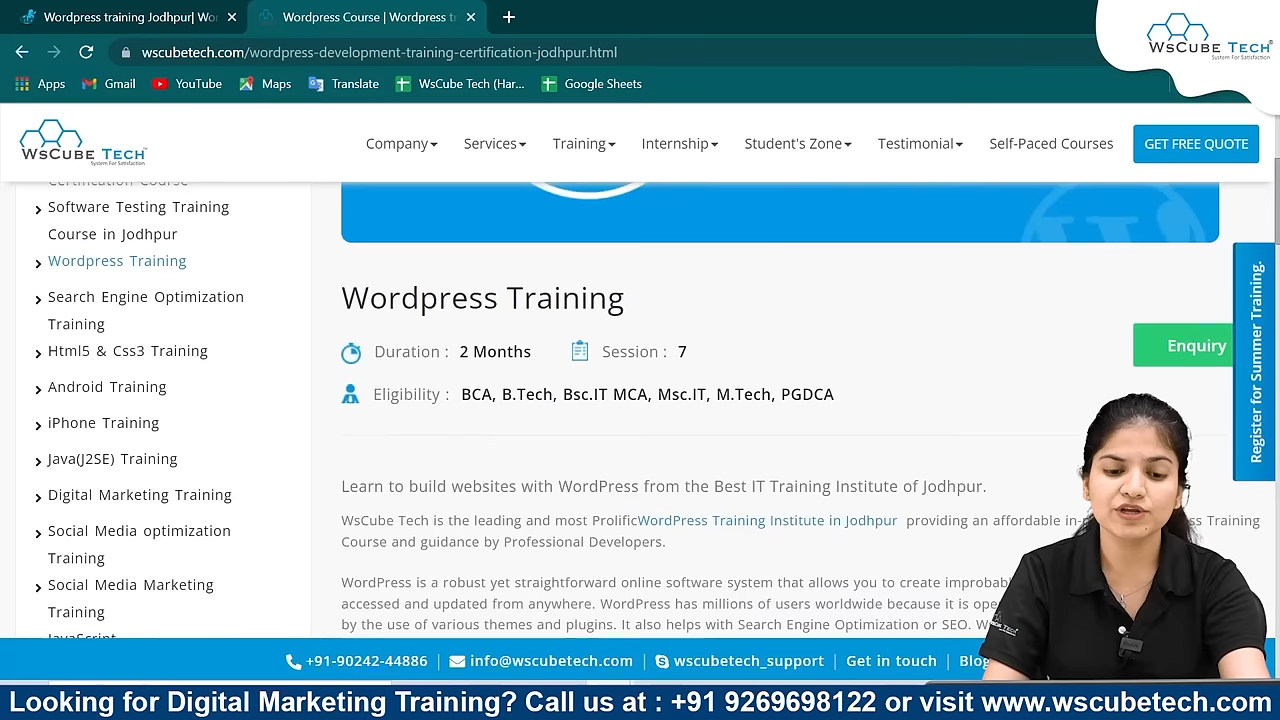 Wordpress training Jodhpur| Wo
Wordpress Course | Wordpress t
WsCube Tech
System For Satisfaction
wscubetech.com/wordpress-development-training-certification-jodhpur.html
Apps
Gmail
YouTube
Maps
Translate
WsCube Tech (Har...
Google Sheets
WsCube Tech
System For Satisfaction
Company
Services
Training
Internship
Student's Zone
Testimonial
Self-Paced Courses
GET FREE QUOTE
Certification Course
Software Testing Training
Course in Jodhpur
Wordpress Training
Search Engine Optimization
Training
Html5 & Css3 Training
Android Training
iPhone Training
Java(J2SE) Training
Digital Marketing Training
Social Media optimization
Training
Social Media Marketing
Training
JavaScript
Wordpress Training
Duration : 2 Months
Session : 7
Eligibility : BCA, B.Tech, Bsc.IT MCA, Msc.IT, M.Tech, PGDCA
Enquiry
Register for Summer Training.
Learn to build websites with WordPress from the Best IT Training Institute of Jodhpur.
WsCube Tech is the leading and most ProlificWordPress Training Institute in Jodhpur providing an affordable in- Training
Course and guidance by Professional Developers.
WordPress is a robust yet straightforward online software system that allows you to create improbab
accessed and updated from anywhere. WordPress has millions of users worldwide because it is ope
by the use of various themes and plugins. It also helps with Search Engine Optimization or SEO. W
+91-90242-44886
info@wscubetech.com
wscubetech_support
Get in touch
Blog
Looking for Digital Marketing Training? Call us at : +91 9269698122 or visit www.wscubetech.com